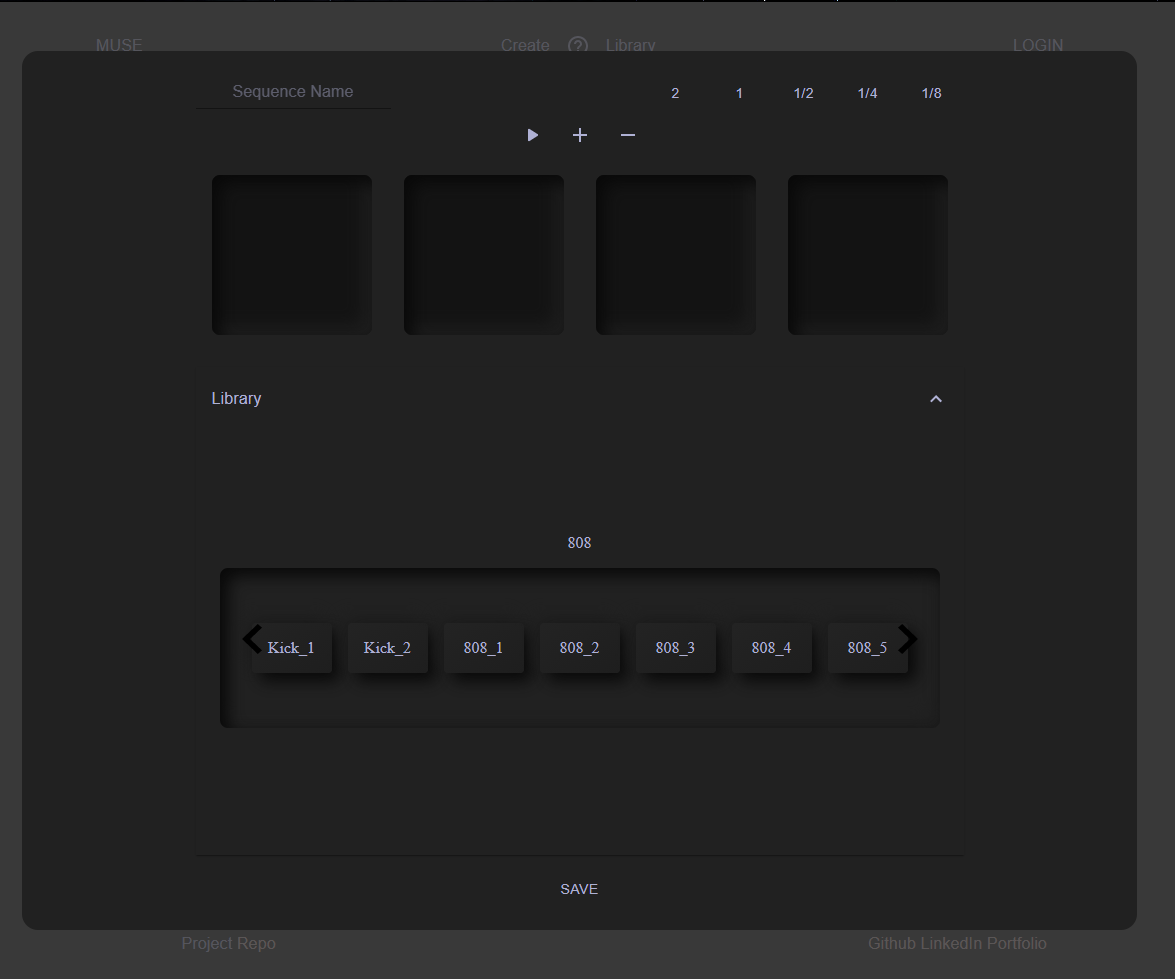 MUSE Create ? Library LOGIN
Sequence Name 2 1 1/2 1/4 1/8
Library
808
Kick_1 Kick_2 808_1 808_2 808_3 808_4 808_5
SAVE
Project Repo Github LinkedIn Portfolio